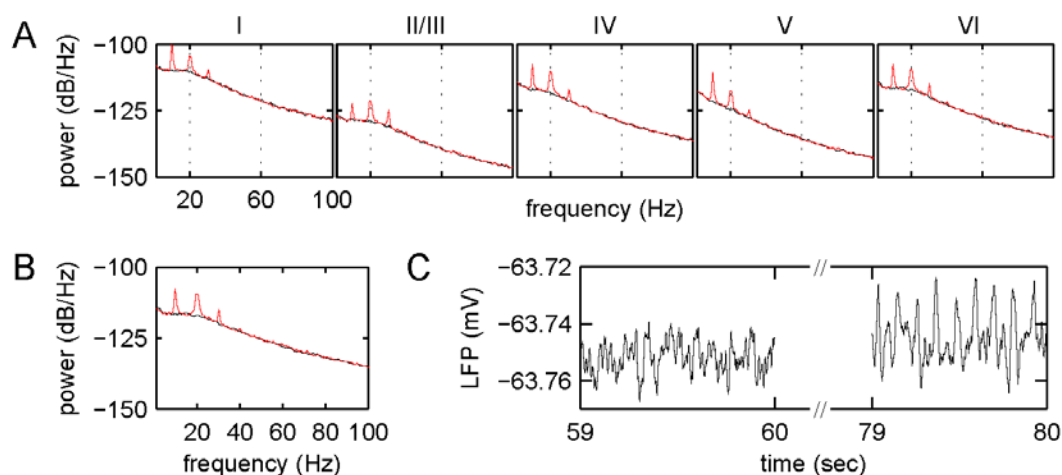 A
I II/III IV V VI
power (dB/Hz)
−100
−125
−150
20 60 100
frequency (Hz)
B
power (dB/Hz)
−100
−125
−150
20 40 60 80 100
frequency (Hz)
C
LFP (mV)
−63.72
−63.74
−63.76
//
//
59 60 79 80
time (sec)